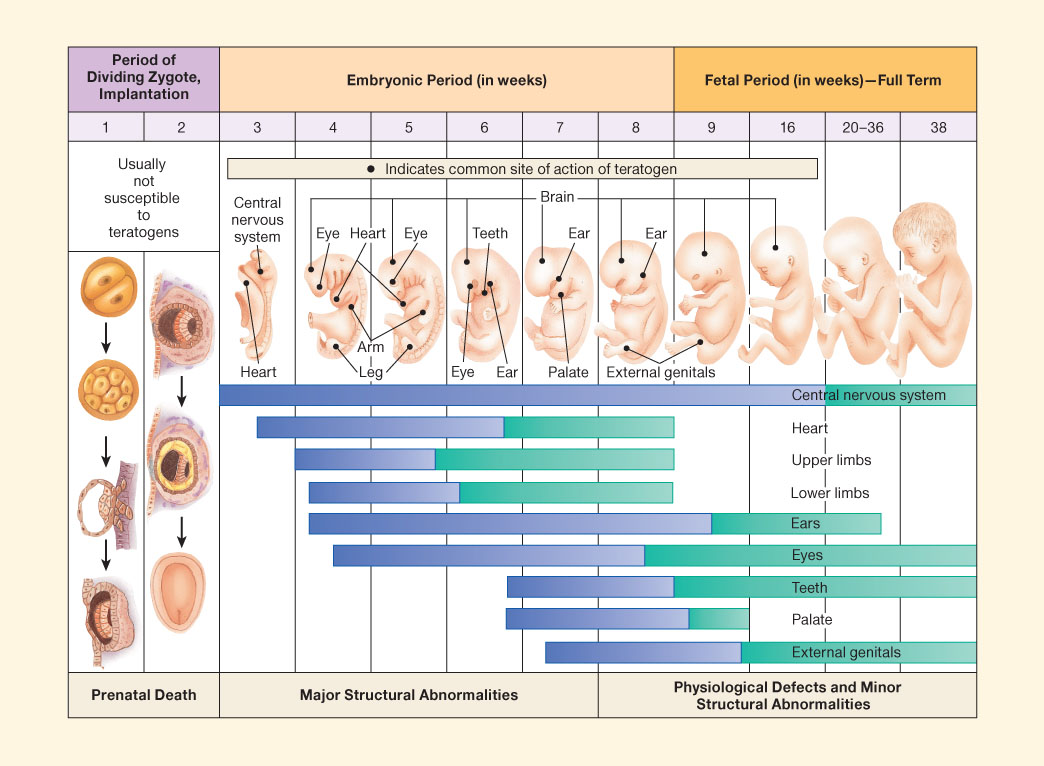 Period of
Dividing Zygote,
Implantation
Embryonic Period (in weeks)
Fetal Period (in weeks)—Full Term
1
2
3
4
5
6
7
8
9
16
20–36
38
Usually
not
susceptible
to
teratogens
Indicates common site of action of teratogen
Brain
Central
nervous
system
Eye
Heart
Eye
Teeth
Ear
Ear
Arm
Heart
Leg
Eye
Ear
Palate
External genitals
Central nervous system
Heart
Upper limbs
Lower limbs
Ears
Eyes
Teeth
Palate
External genitals
Prenatal Death
Major Structural Abnormalities
Physiological Defects and Minor
Structural Abnormalities